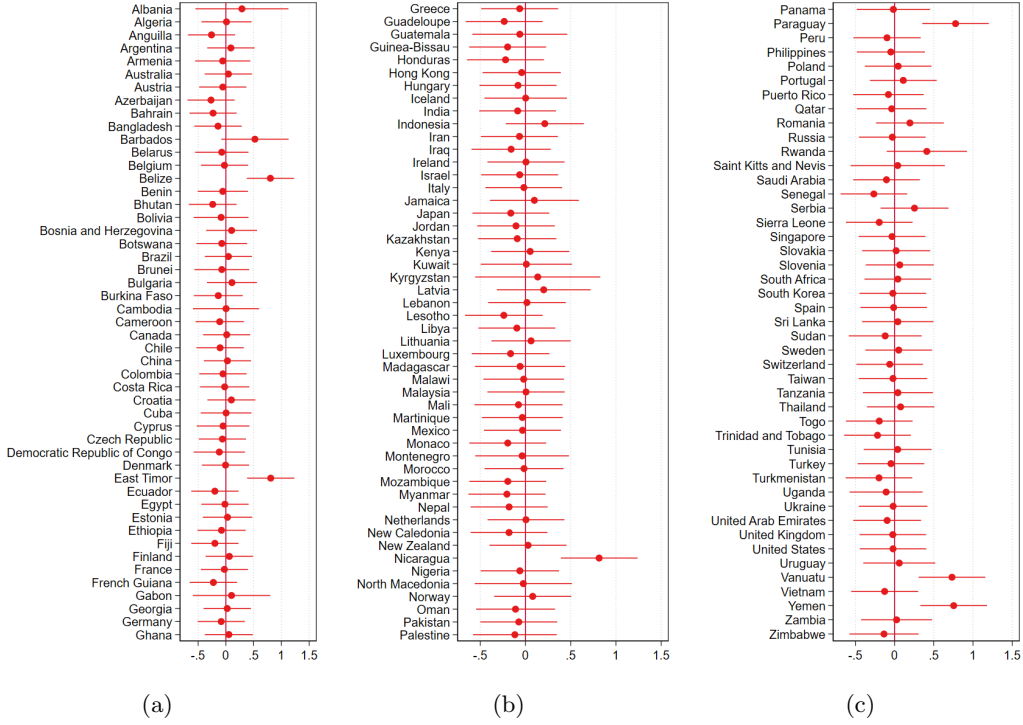 Albania
Algeria
Anguilla
Argentina
Armenia
Australia
Austria
Azerbaijan
Bahrain
Bangladesh
Barbados
Belarus
Belgium
Belize
Benin
Bhutan
Bolivia
Bosnia and Herzegovina
Botswana
Brazil
Brunei
Bulgaria
Burkina Faso
Cambodia
Cameroon
Canada
Chile
China
Colombia
Costa Rica
Croatia
Cuba
Cyprus
Czech Republic
Democratic Republic of Congo
Denmark
East Timor
Ecuador
Egypt
Estonia
Ethiopia
Fiji
Finland
France
French Guiana
Gabon
Georgia
Germany
Ghana
-.5 0 .5 1 1.5
(a)
Greece
Guadeloupe
Guatemala
Guinea-Bissau
Honduras
Hong Kong
Hungary
Iceland
India
Indonesia
Iran
Iraq
Ireland
Israel
Italy
Jamaica
Japan
Jordan
Kazakhstan
Kenya
Kuwait
Kyrgyzstan
Latvia
Lebanon
Lesotho
Libya
Lithuania
Luxembourg
Madagascar
Malawi
Malaysia
Mali
Martinique
Mexico
Monaco
Montenegro
Morocco
Mozambique
Myanmar
Nepal
Netherlands
New Caledonia
New Zealand
Nicaragua
Nigeria
North Macedonia
Norway
Oman
Pakistan
Palestine
-.5 0 .5 1 1.5
(b)
Panama
Paraguay
Peru
Philippines
Poland
Portugal
Puerto Rico
Qatar
Romania
Russia
Rwanda
Saint Kitts and Nevis
Saudi Arabia
Senegal
Serbia
Sierra Leone
Singapore
Slovakia
Slovenia
South Africa
South Korea
Spain
Sri Lanka
Sudan
Sweden
Switzerland
Taiwan
Tanzania
Thailand
Togo
Trinidad and Tobago
Tunisia
Turkey
Turkmenistan
Uganda
Ukraine
United Arab Emirates
United Kingdom
United States
Uruguay
Vanuatu
Vietnam
Yemen
Zambia
Zimbabwe
-.5 0 .5 1 1.5
(c)